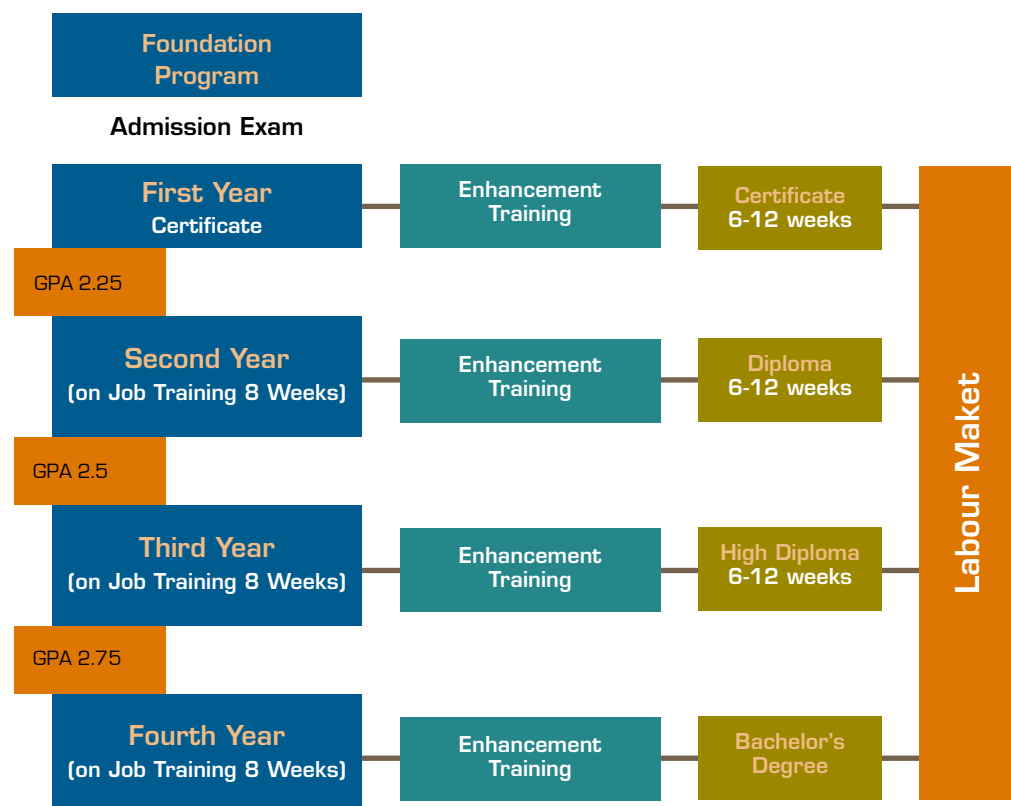 Foundation
Program
Admission Exam
First Year
Certificate
Enhancement
Training
Certificate
6-12 weeks
GPA 2.25
Second Year
(on Job Training 8 Weeks)
Enhancement
Training
Diploma
6-12 weeks
GPA 2.5
Third Year
(on Job Training 8 Weeks)
Enhancement
Training
High Diploma
6-12 weeks
GPA 2.75
Fourth Year
(on Job Training 8 Weeks)
Enhancement
Training
Bachelor's
Degree
Labour Maket